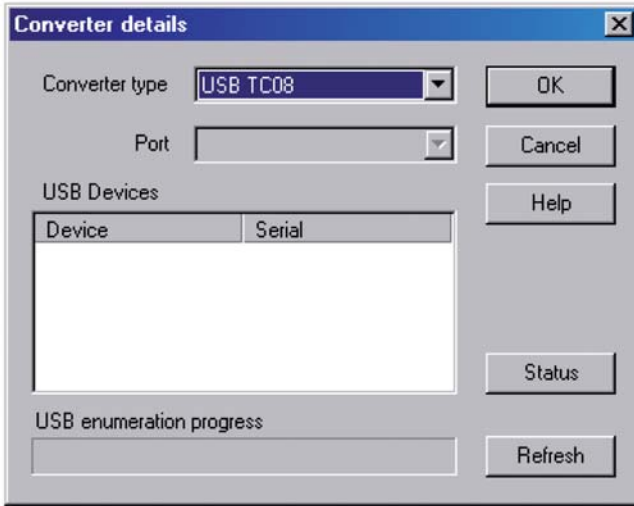 Converter details
Converter type USB TC08 OK
Port Cancel
USB Devices Help
Device Serial
Status
USB enumeration progress
Refresh